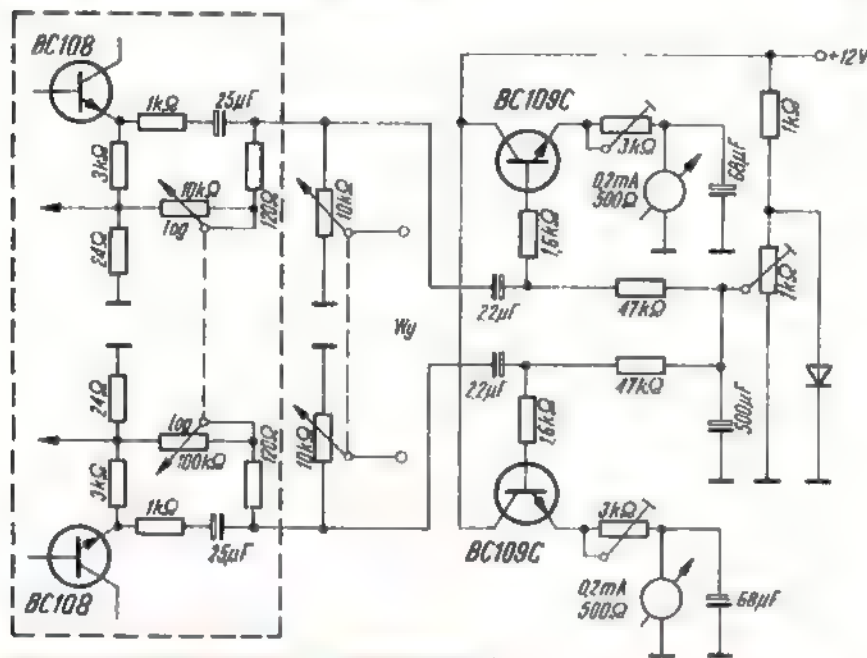 BC108
1kΩ
25µF
3kΩ
10kΩ
log
120Ω
24Ω
10kΩ
BC109C
3kΩ
0,2mA
500Ω
68µF
1,6kΩ
+12V
1kΩ
1kΩ
22µF
47kΩ
Wy
22µF
47kΩ
500µF
24Ω
log
100kΩ
120Ω
3kΩ
1kΩ
25µF
10kΩ
1,6kΩ
BC109C
3kΩ
0,2mA
500Ω
68µF
BC108